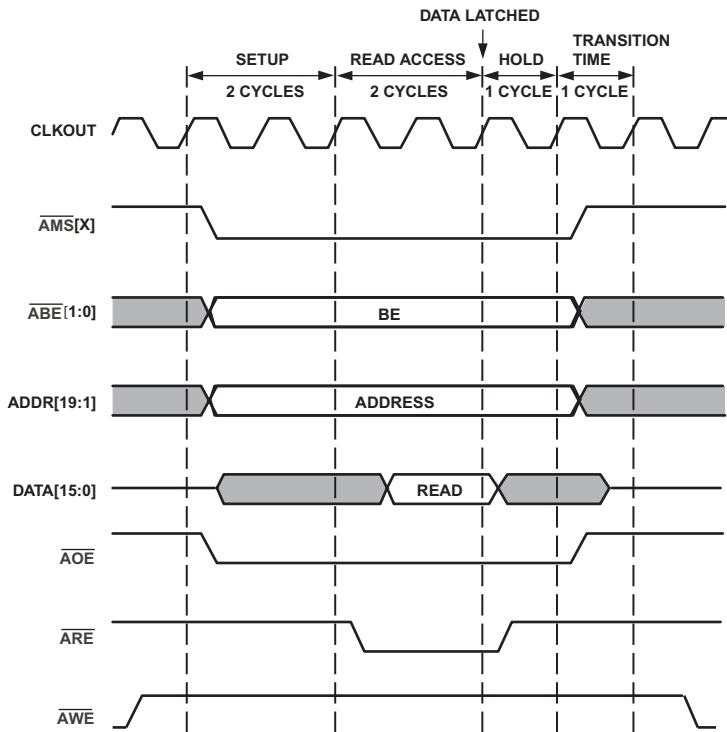 DATA LATCHED
SETUP
READ ACCESS
HOLD
TRANSITION
TIME
2 CYCLES
2 CYCLES
1 CYCLE
1 CYCLE
CLKOUT
AMS[X]
ABE[1:0]
BE
ADDR[19:1]
ADDRESS
DATA[15:0]
READ
AOE
ARE
AWE